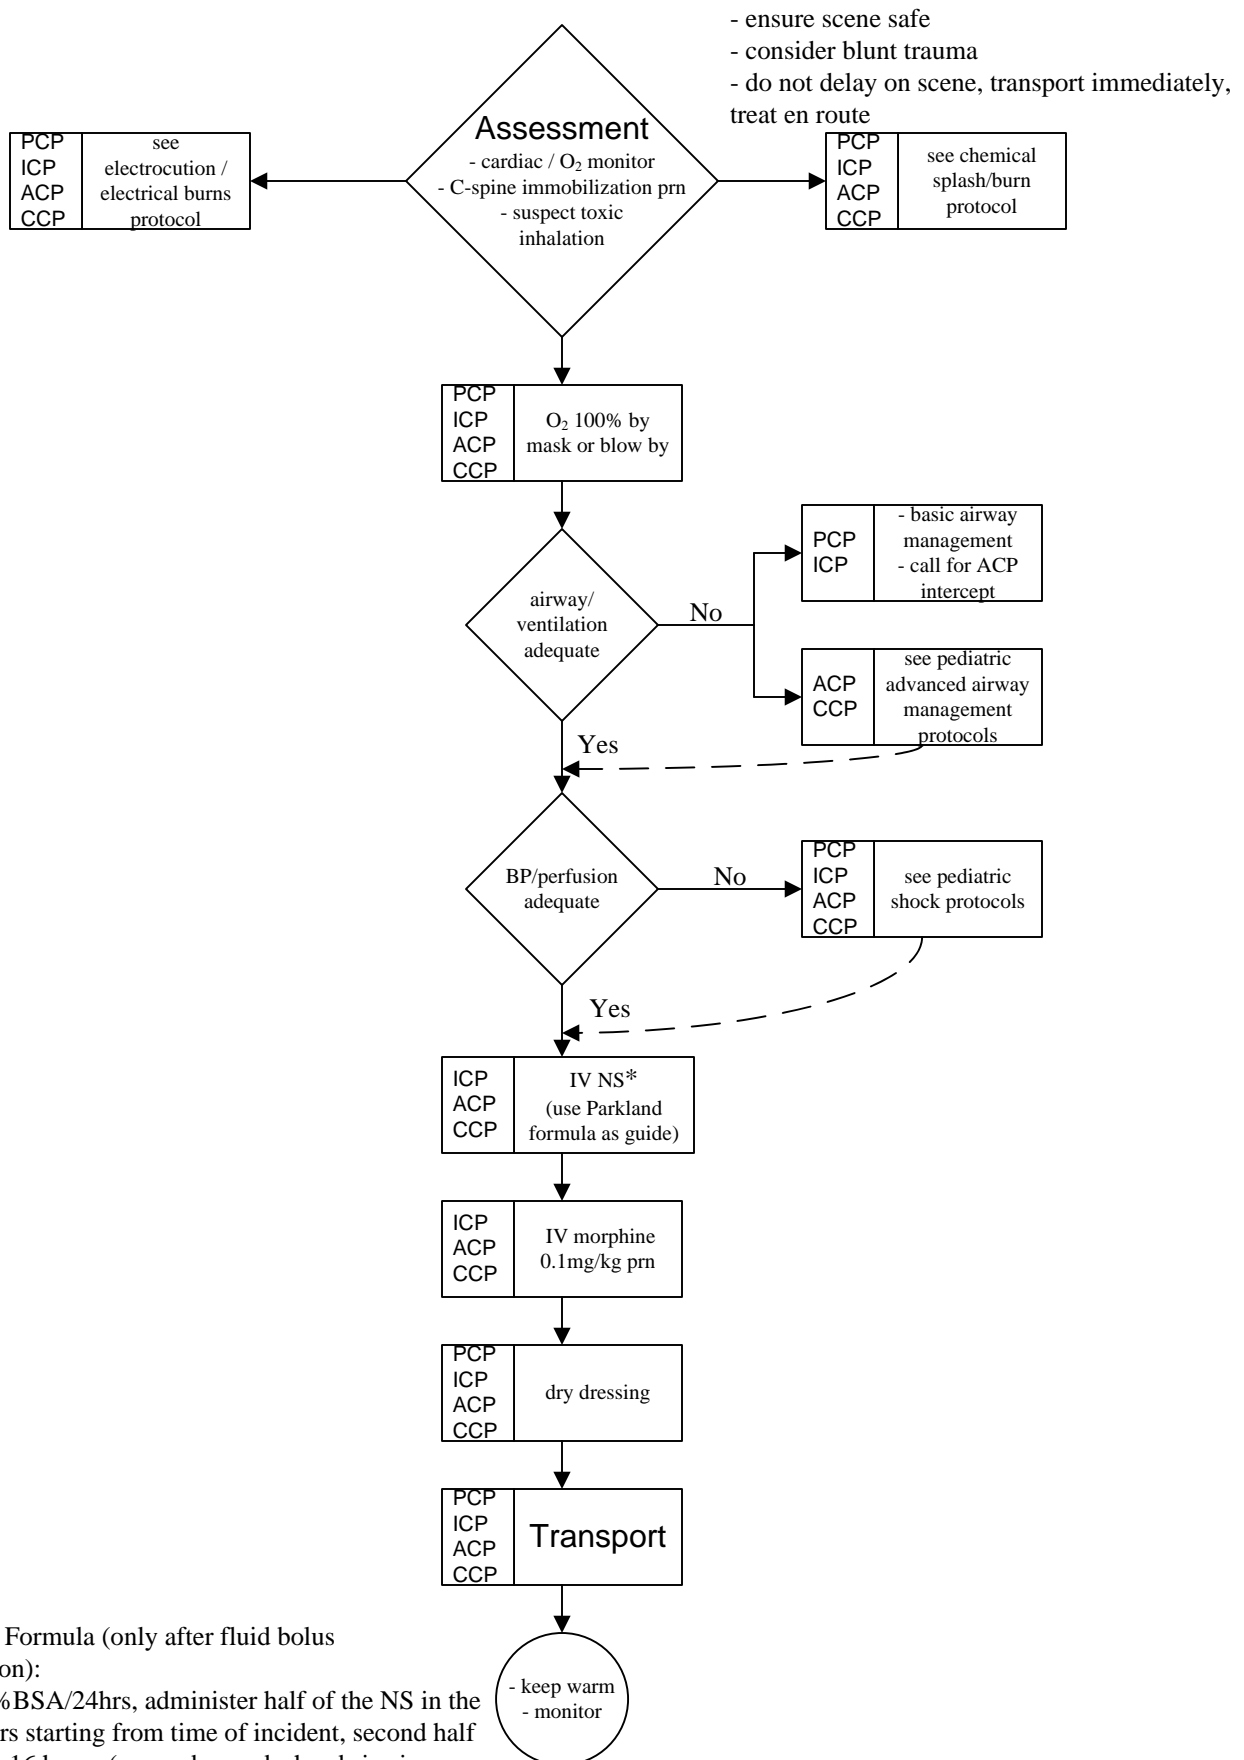 - ensure scene safe
- consider blunt trauma
- do not delay on scene, transport immediately,
treat en route
Assessment
- cardiac / O₂ monitor
- C-spine immobilization prn
- suspect toxic
inhalation
PCP
ICP
ACP
CCP
see
electrocution /
electrical burns
protocol
PCP
ICP
ACP
CCP
see chemical
splash/burn
protocol
PCP
ICP
ACP
CCP
O₂ 100% by
mask or blow by
airway/
ventilation
adequate
No
PCP
ICP
- basic airway
management
- call for ACP
intercept
ACP
CCP
see pediatric
advanced airway
management
protocols
Yes
BP/perfusion
adequate
No
PCP
ICP
ACP
CCP
see pediatric
shock protocols
Yes
ICP
ACP
CCP
IV NS*
(use Parkland
formula as guide)
ICP
ACP
CCP
IV morphine
0.1mg/kg prn
PCP
ICP
ACP
CCP
dry dressing
PCP
ICP
ACP
CCP
Transport
- keep warm
- monitor
Formula (only after fluid bolus
on):
%BSA/24hrs, administer half of the NS in the
rs starting from time of incident, second half